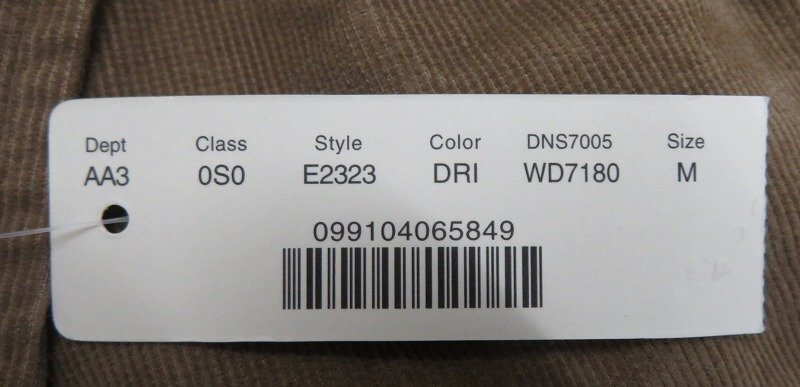 Dept Class Style Color DNS7005 Size
AA3 0S0 E2323 DRI WD7180 M
099104065849